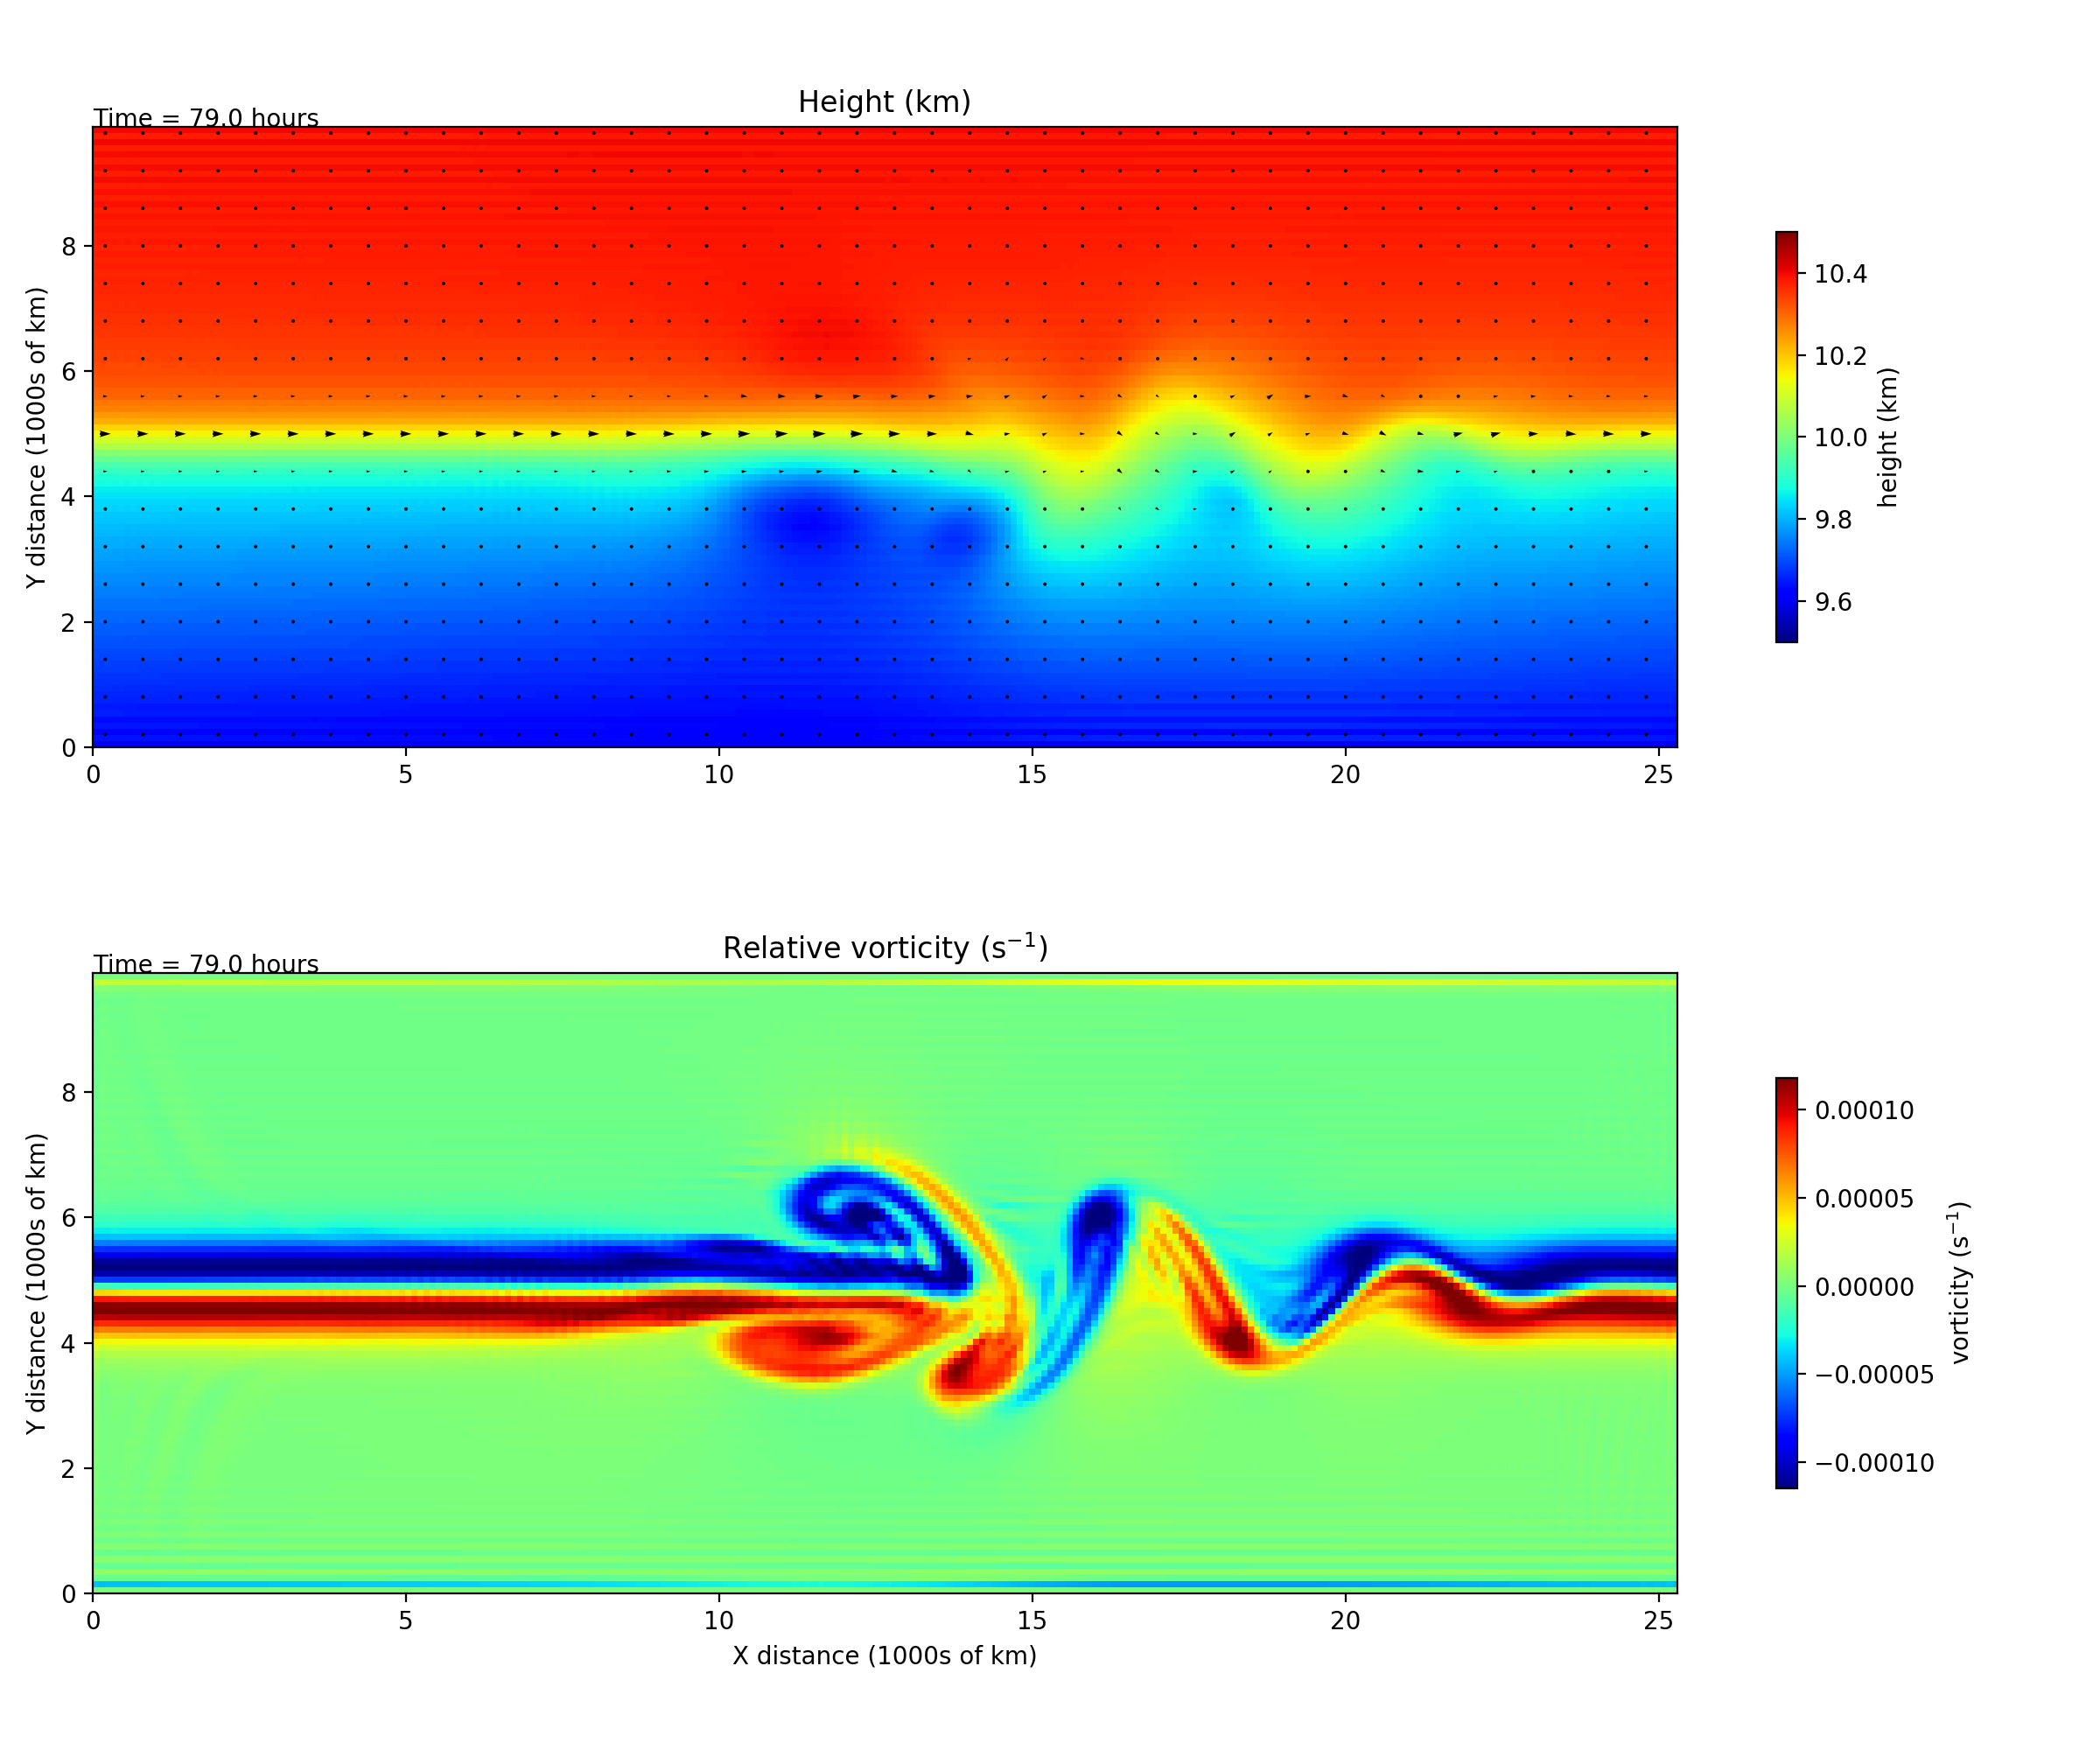 Height (km)
Time = 79.0 hours
Y distance (1000s of km)
8
6
4
2
0
0 5 10 15 20 25
10.4
10.2
10.0
9.8
9.6
height (km)
Relative vorticity (s⁻¹)
Time = 79.0 hours
Y distance (1000s of km)
8
6
4
2
0
0 5 10 15 20 25
X distance (1000s of km)
0.00010
0.00005
0.00000
−0.00005
−0.00010
vorticity (s⁻¹)